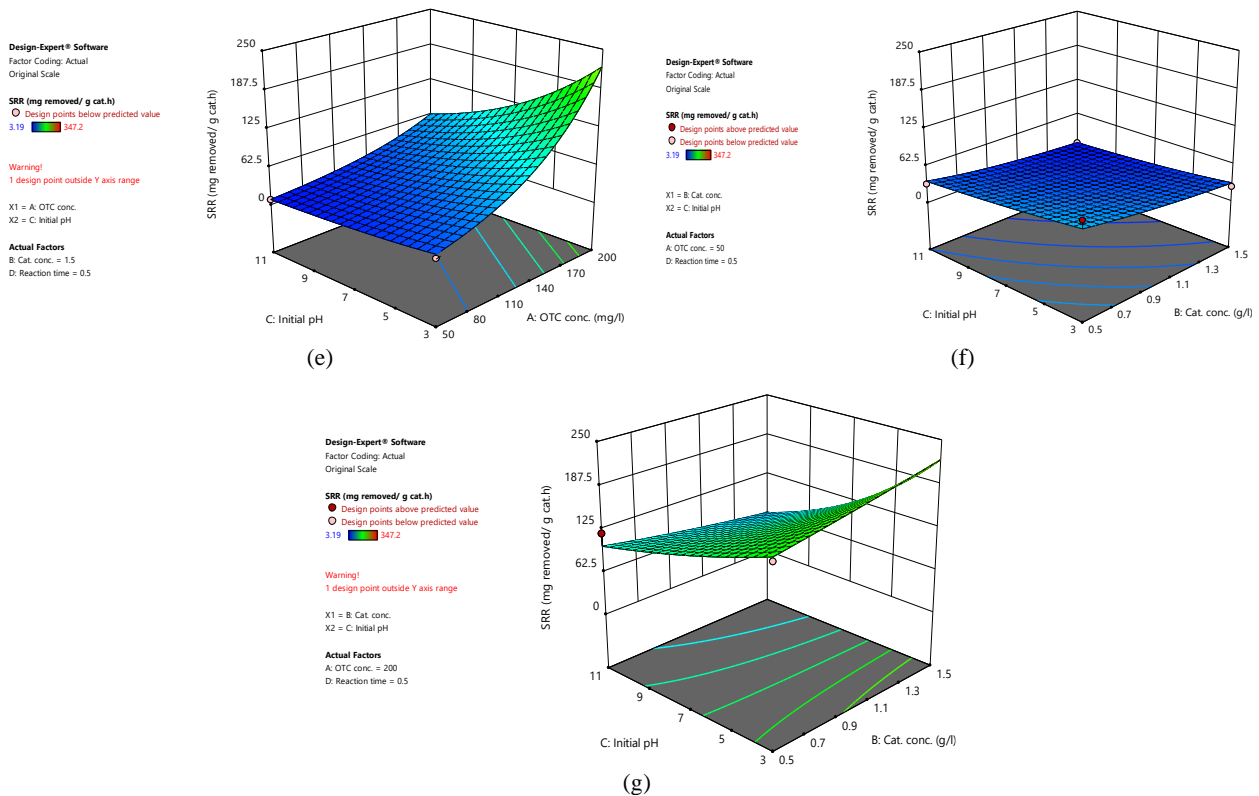 Design-Expert® Software
Factor Coding: Actual
Original Scale
SRR (mg removed/ g cat.h)
Design points below predicted value
3.19 347.2
Warning!
1 design point outside Y axis range
X1 = A: OTC conc.
X2 = C: Initial pH
Actual Factors
B: Cat. conc. = 1.5
D: Reaction time = 0.5
SRR (mg removed/ g cat.h)
250
187.5
125
62.5
0
11
9
7
5
3
C: Initial pH
50
80
110
140
170
200
A: OTC conc. (mg/l)
(e)
Design-Expert® Software
Factor Coding: Actual
Original Scale
SRR (mg removed/ g cat.h)
Design points above predicted value
Design points below predicted value
3.19 347.2
X1 = B: Cat. conc.
X2 = C: Initial pH
Actual Factors
A: OTC conc. = 50
D: Reaction time = 0.5
SRR (mg removed/ g cat.h)
250
187.5
125
62.5
0
11
9
7
5
3
C: Initial pH
0.5
0.7
0.9
1.1
1.3
1.5
B: Cat. conc. (g/l)
(f)
Design-Expert® Software
Factor Coding: Actual
Original Scale
SRR (mg removed/ g cat.h)
Design points above predicted value
Design points below predicted value
3.19 347.2
Warning!
1 design point outside Y axis range
X1 = B: Cat. conc.
X2 = C: Initial pH
Actual Factors
A: OTC conc. = 200
D: Reaction time = 0.5
SRR (mg removed/ g cat.h)
250
187.5
125
62.5
0
11
9
7
5
3
C: Initial pH
0.5
0.7
0.9
1.1
1.3
1.5
B: Cat. conc. (g/l)
(g)